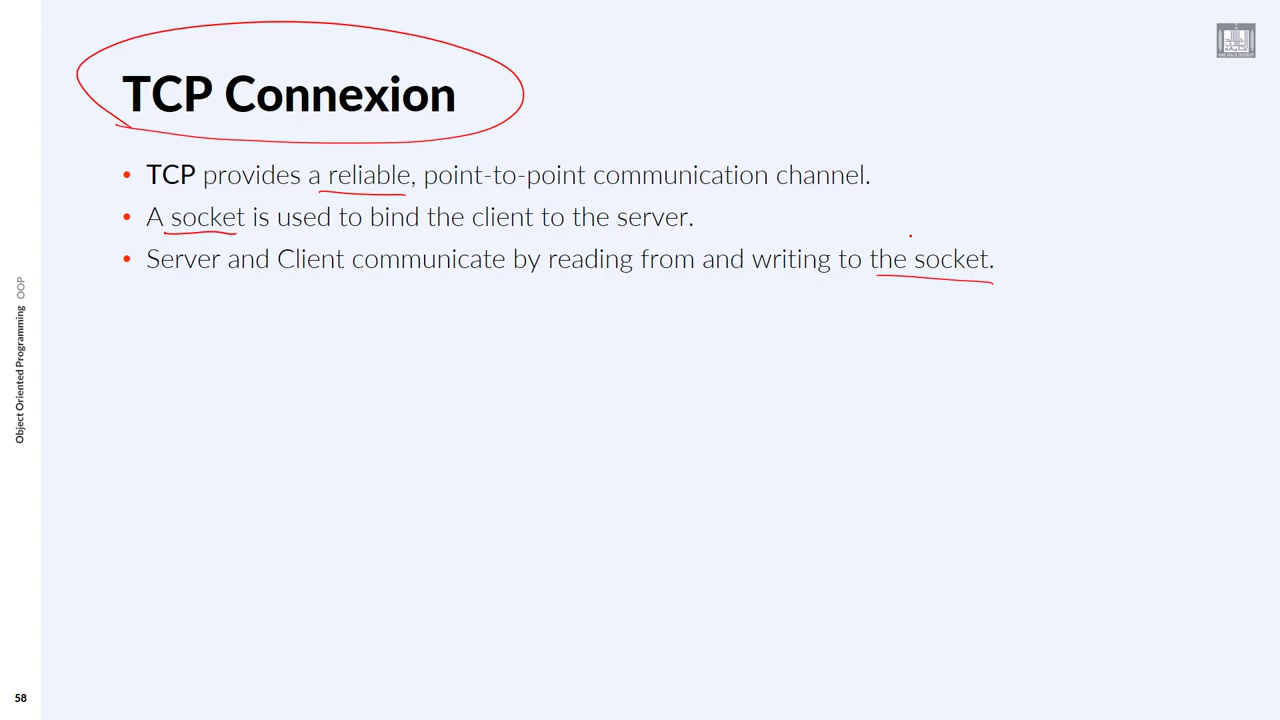 TCP Connexion
• TCP provides a reliable, point-to-point communication channel.
• A socket is used to bind the client to the server.
• Server and Client communicate by reading from and writing to the socket.
Object Oriented Programming OOP
58